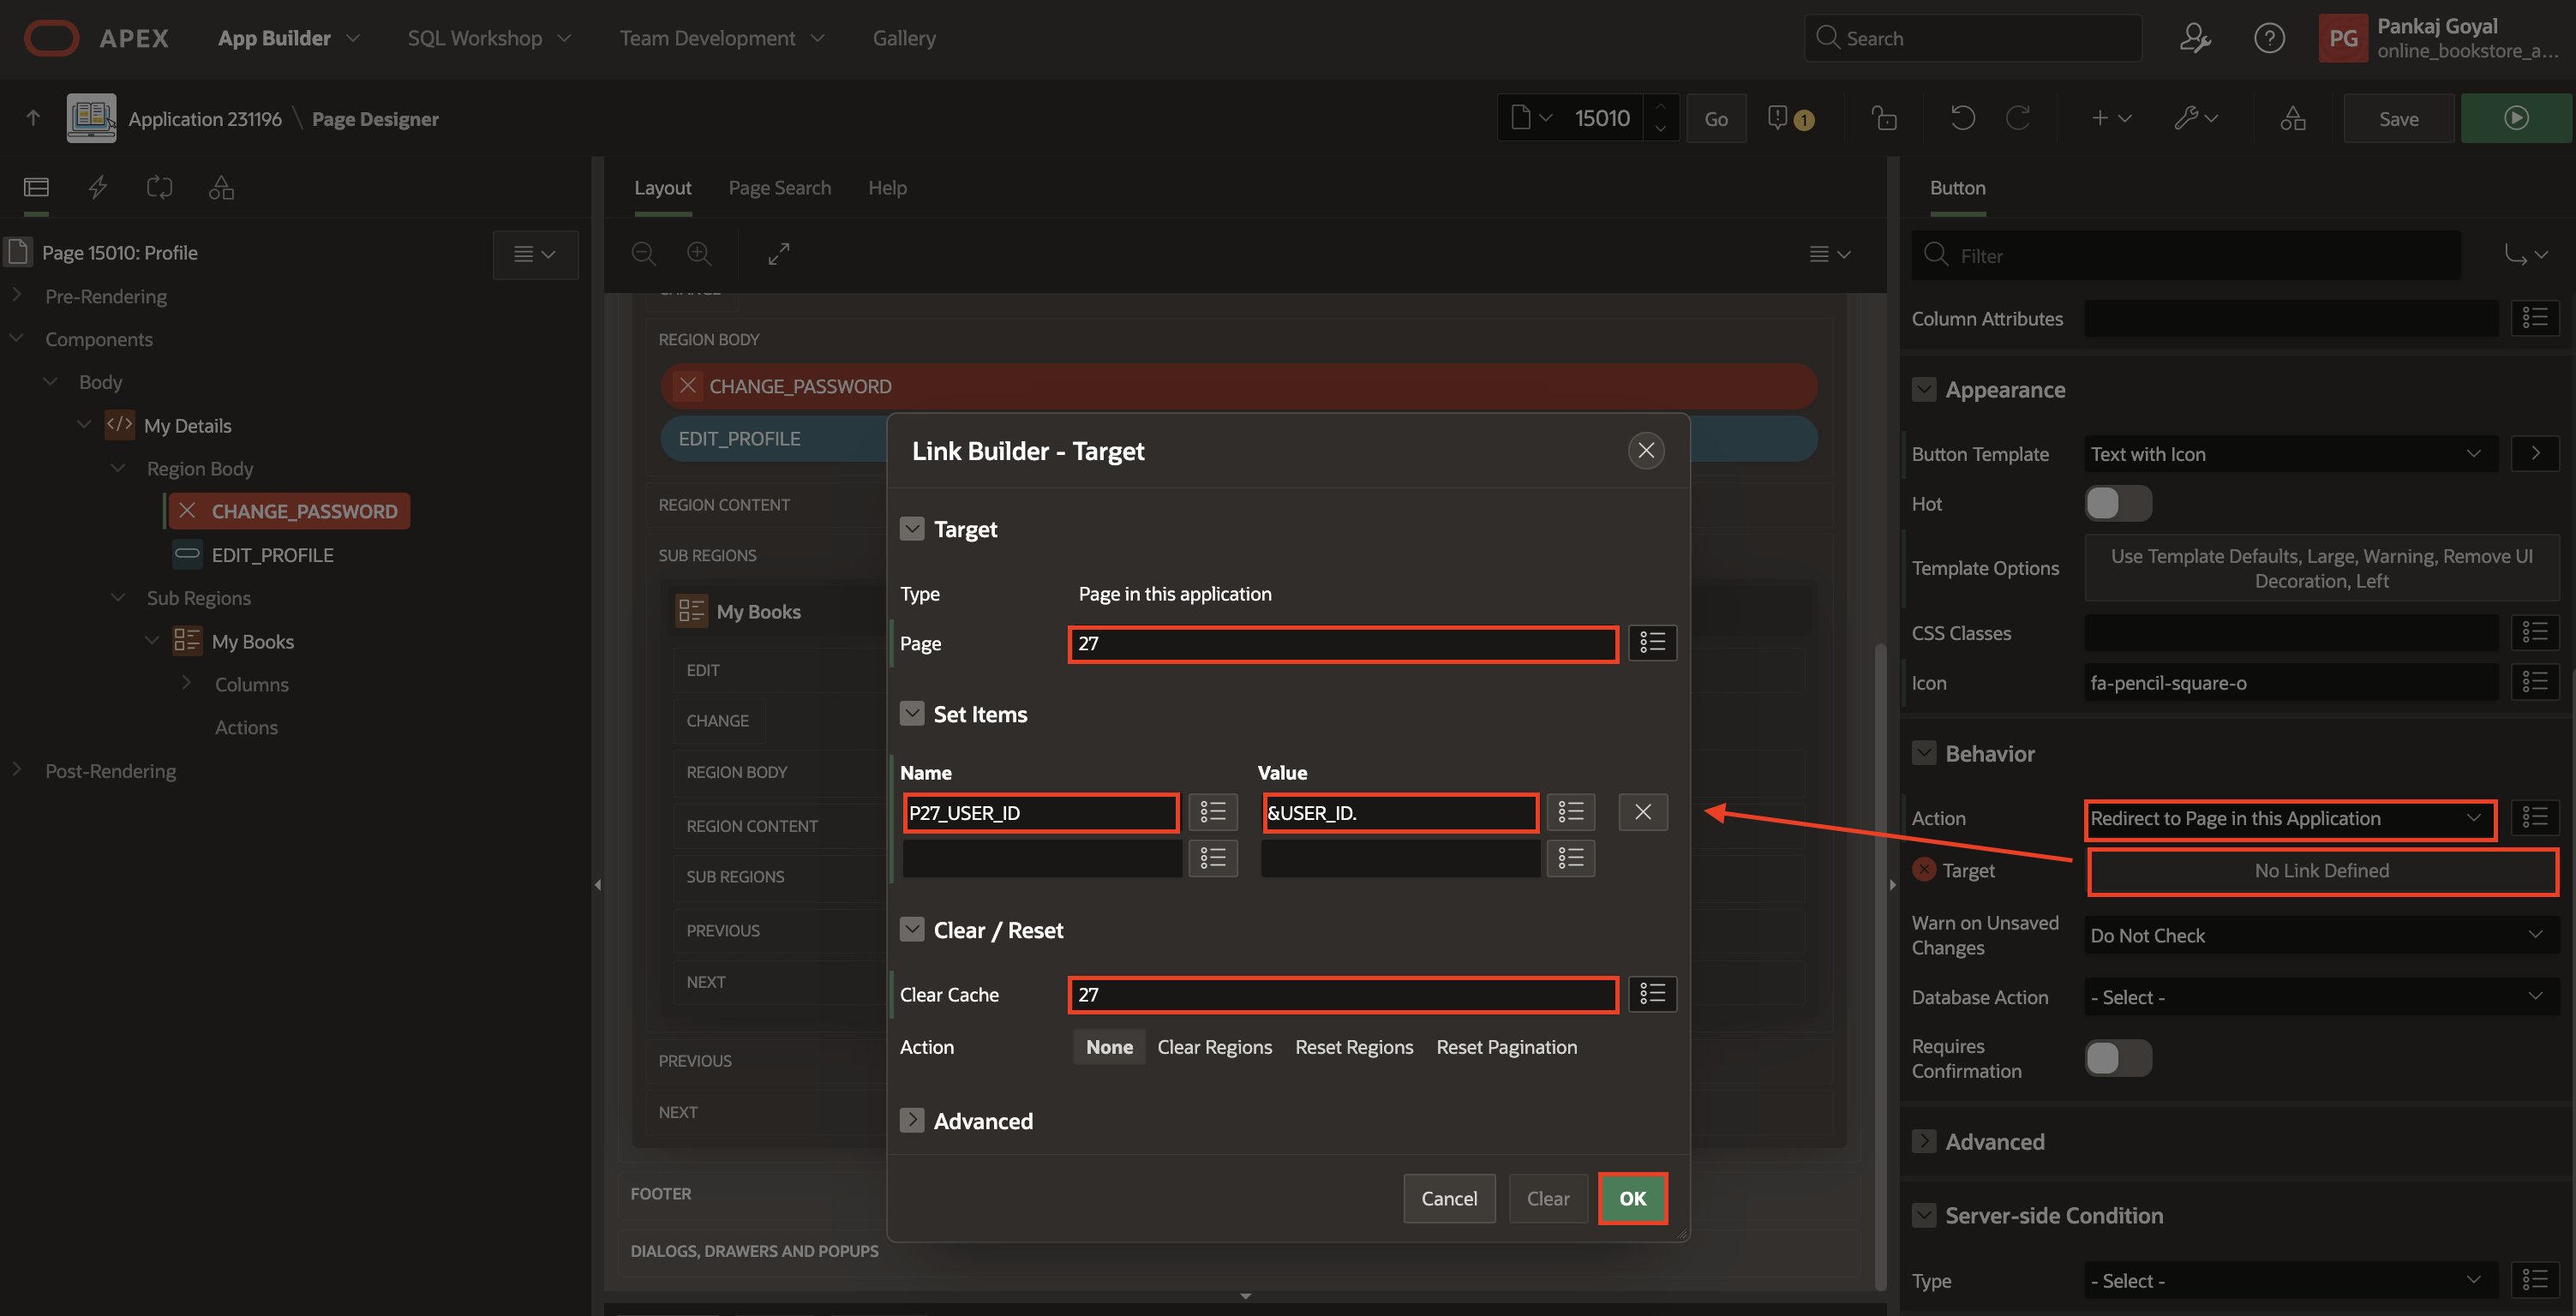 APEX App Builder SQL Workshop Team Development Gallery Search PG Pankaj Goyal
online_bookstore_a...
Application 231196 \ Page Designer 15010 Go 1 Save
Layout Page Search Help
Button
Page 15010: Profile
Pre-Rendering
Components
Body
My Details
Region Body
CHANGE_PASSWORD
EDIT_PROFILE
Sub Regions
My Books
Columns
Actions
Post-Rendering
CHANGE
REGION BODY
CHANGE_PASSWORD
EDIT_PROFILE
REGION CONTENT
SUB REGIONS
My Books
EDIT
CHANGE
REGION BODY
REGION CONTENT
SUB REGIONS
PREVIOUS
NEXT
PREVIOUS
NEXT
FOOTER
DIALOGS, DRAWERS AND POPUPS
Link Builder - Target
Target
Type Page in this application
Page 27
Set Items
Name Value
P27_USER_ID &USER_ID.
Clear / Reset
Clear Cache 27
Action None Clear Regions Reset Regions Reset Pagination
Advanced
Cancel Clear OK
Filter
Column Attributes
Appearance
Button Template Text with Icon
Hot
Template Options Use Template Defaults, Large, Warning, Remove UI
Decoration, Left
CSS Classes
Icon fa-pencil-square-o
Behavior
Action Redirect to Page in this Application
Target No Link Defined
Warn on Unsaved
Changes Do Not Check
Database Action - Select -
Requires
Confirmation
Advanced
Server-side Condition
Type - Select -